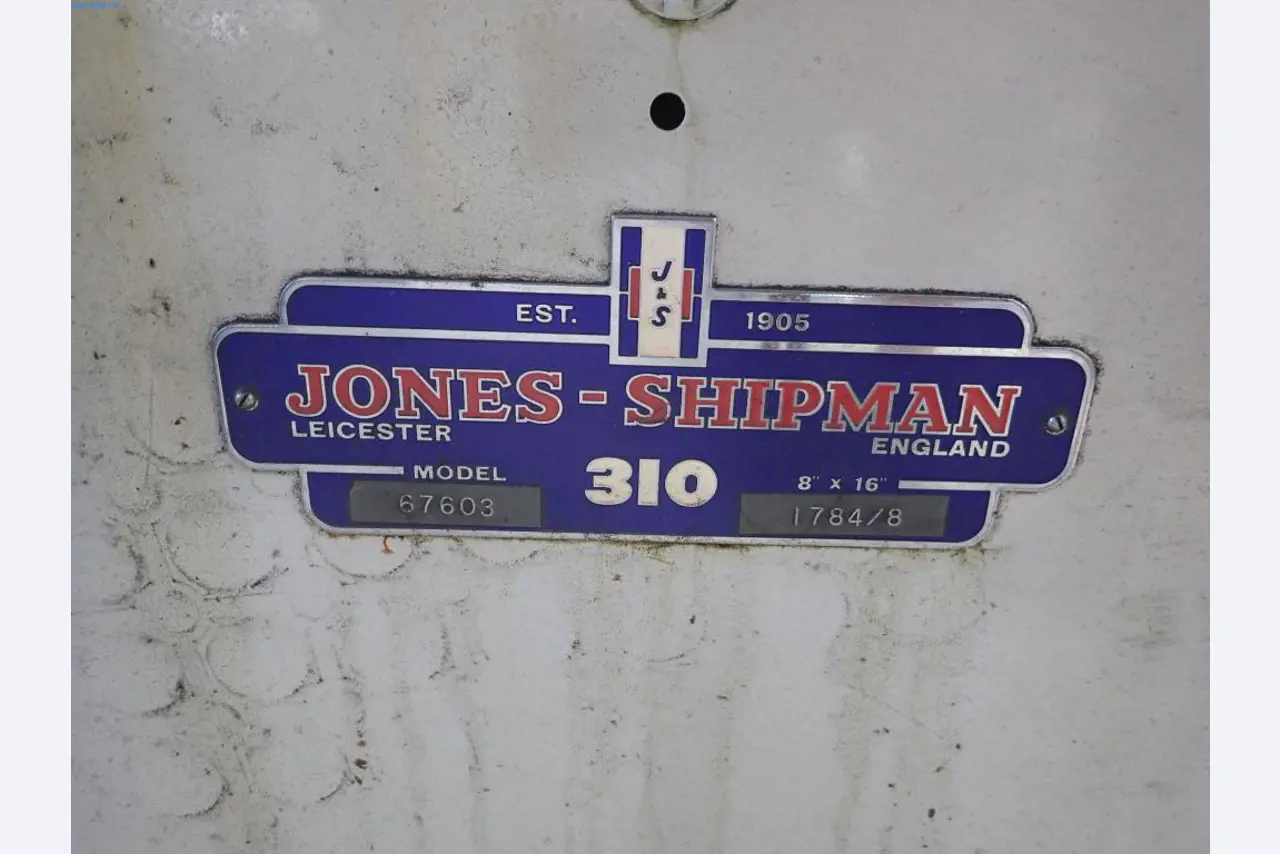 J
&
S
EST. 1905
JONES - SHIPMAN
LEICESTER ENGLAND
MODEL 310 8" x 16"
67603 1784/8